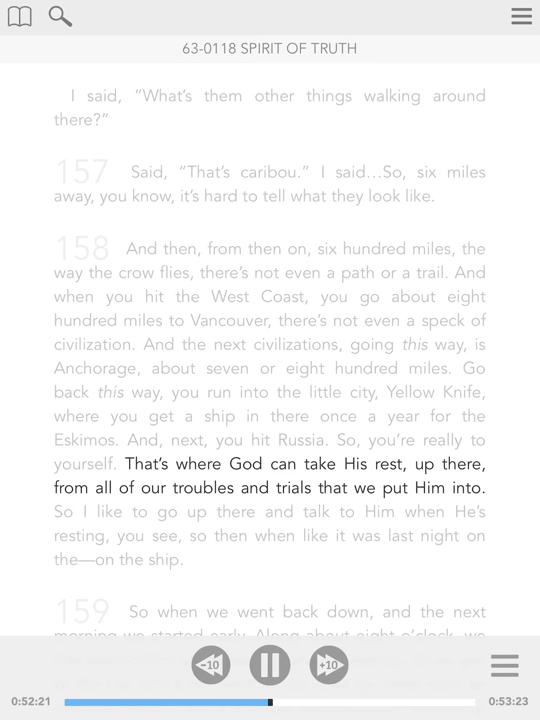 63-0118 SPIRIT OF TRUTH
I said, “What’s them other things walking around
there?”
157 Said, “That’s caribou.” I said…So, six miles
away, you know, it’s hard to tell what they look like.
158 And then, from then on, six hundred miles, the
way the crow flies, there’s not even a path or a trail. And
when you hit the West Coast, you go about eight
hundred miles to Vancouver, there’s not even a speck of
civilization. And the next civilizations, going this way, is
Anchorage, about seven or eight hundred miles. Go
back this way, you run into the little city, Yellow Knife,
where you get a ship in there once a year for the
Eskimos. And, next, you hit Russia. So, you’re really to
yourself. That’s where God can take His rest, up there,
from all of our troubles and trials that we put Him into.
So I like to go up there and talk to Him when He’s
resting, you see, so then when like it was last night on
the—on the ship.
159 So when we went back down, and the next
morning we started early. Along about eight o’clock, we
-10
+10
0:52:21
0:53:23